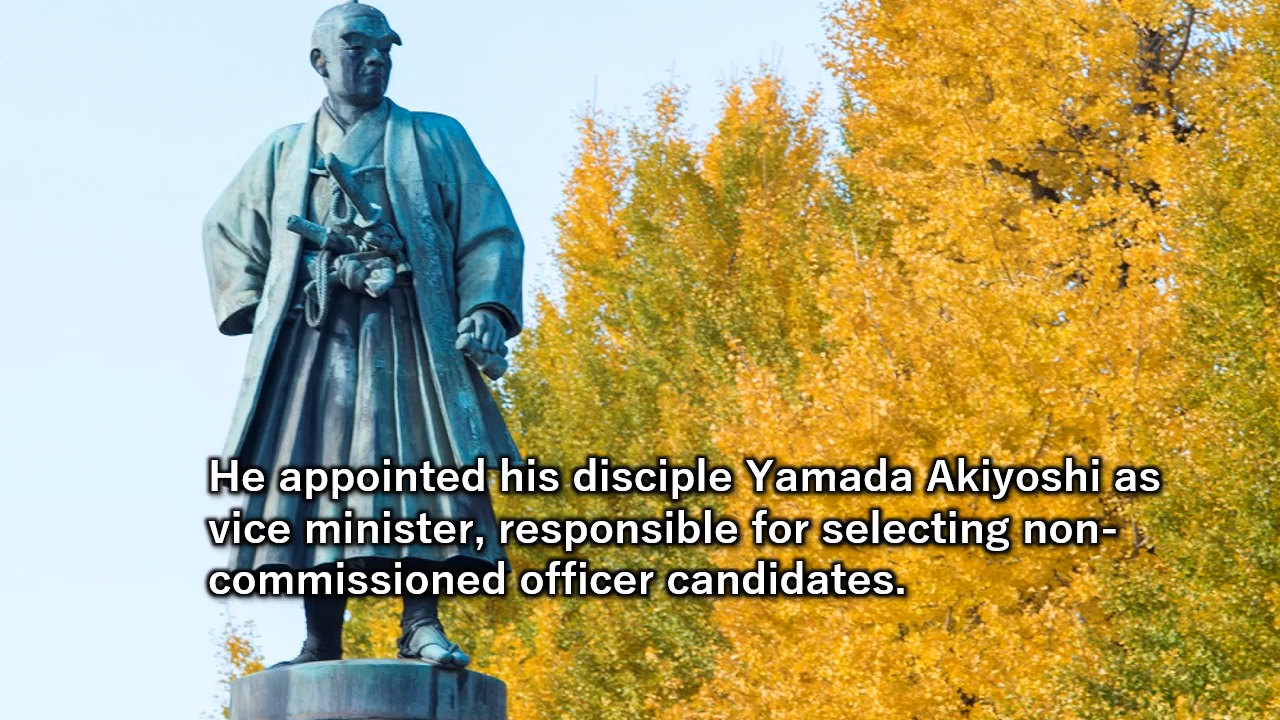 He appointed his disciple Yamada Akiyoshi as
vice minister, responsible for selecting non-
commissioned officer candidates.